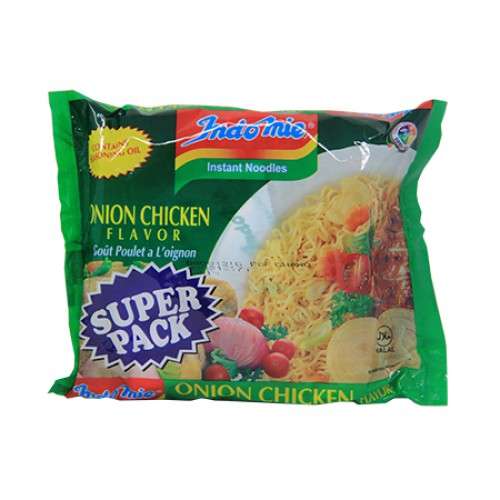 Indomie
Instant Noodles
CONTAINS
SEASONING OIL
ONION CHICKEN
FLAVOR
Goût Poulet a L'oignon
SUPER
PACK
HALAL
Indomie
ONION CHICKEN